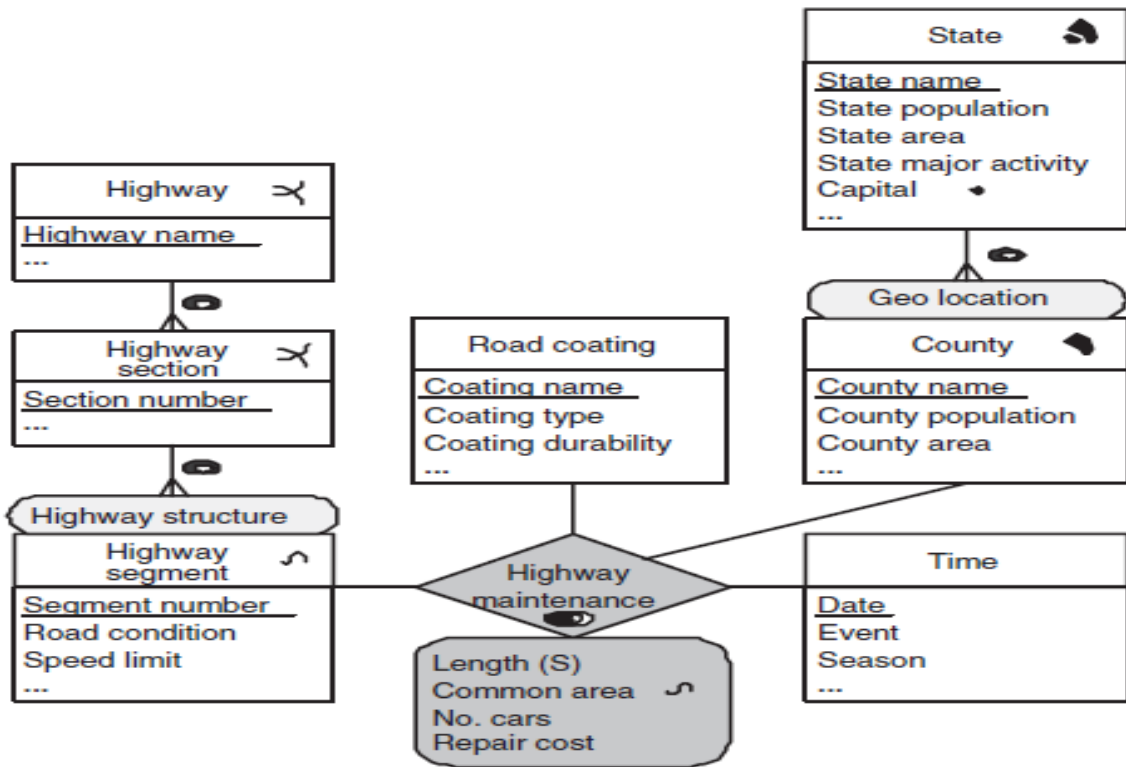 State
State name
State population
State area
State major activity
Capital
...
Highway
Highway name
...
Geo location
Highway
section
Section number
...
Road coating
Coating name
Coating type
Coating durability
...
County
County name
County population
County area
...
Highway structure
Highway
segment
Segment number
Road condition
Speed limit
...
Highway
maintenance
Length (S)
Common area
No. cars
Repair cost
Time
Date
Event
Season
...